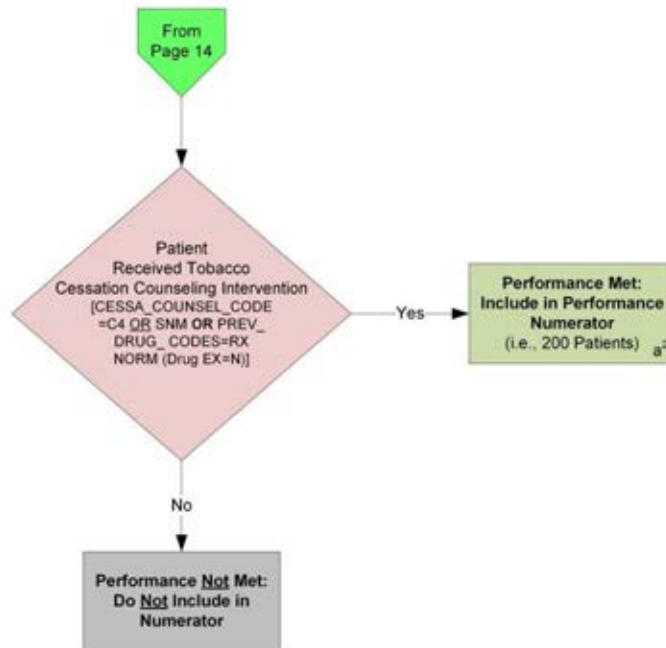 From
Page 14
Patient
Received Tobacco
Cessation Counseling Intervention
[CESSA_COUNSEL_CODE
=C4 OR SNM OR PREV_
DRUG_ CODES=RX
NORM (Drug EX=N)]
Yes
Performance Met:
Include in Performance
Numerator
(i.e., 200 Patients)
a²
No
Performance Not Met:
Do Not Include in
Numerator